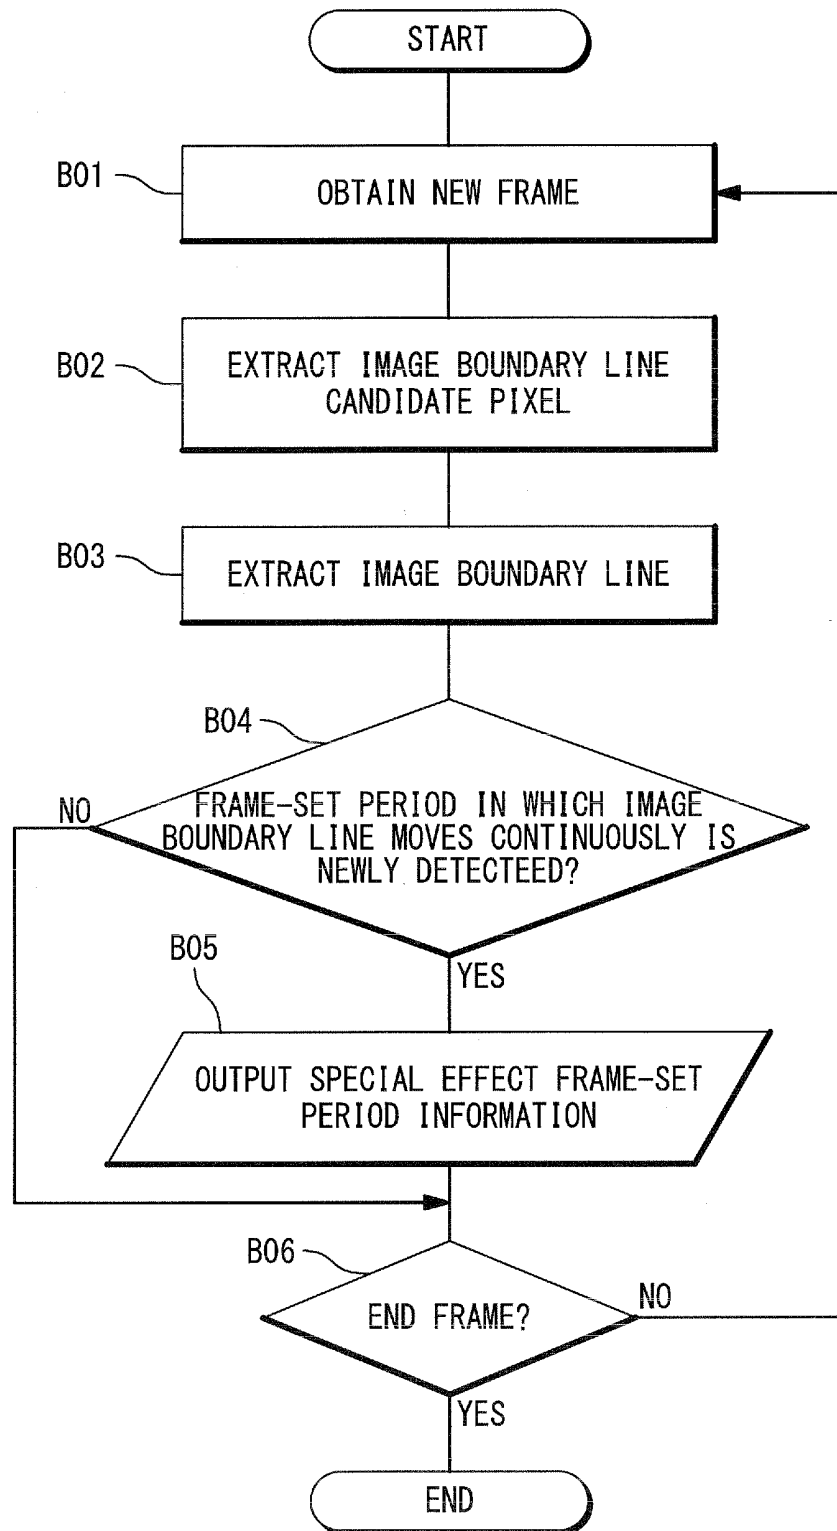 START
B01
OBTAIN NEW FRAME
B02
EXTRACT IMAGE BOUNDARY LINE
CANDIDATE PIXEL
B03
EXTRACT IMAGE BOUNDARY LINE
B04
NO
FRAME-SET PERIOD IN WHICH IMAGE
BOUNDARY LINE MOVES CONTINUOUSLY IS
NEWLY DETECTEED?
YES
B05
OUTPUT SPECIAL EFFECT FRAME-SET
PERIOD INFORMATION
B06
END FRAME?
NO
YES
END